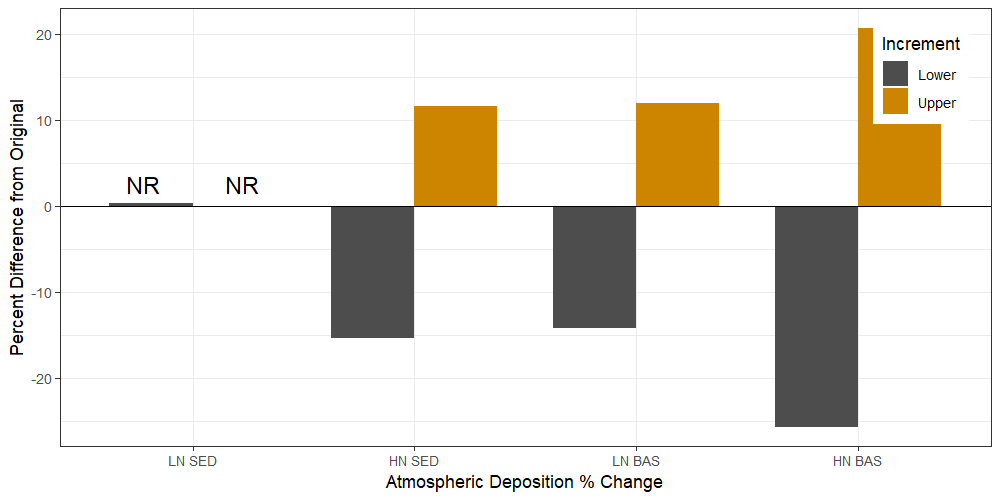 Percent Difference from Original
20
10
0
-10
-20
NR
NR
Increment
Lower
Upper
LN SED
HN SED
LN BAS
HN BAS
Atmospheric Deposition % Change